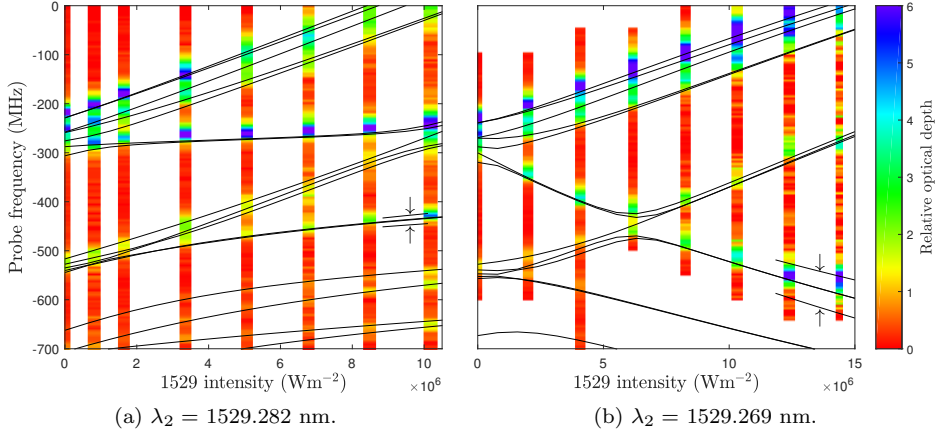 0
-100
-200
-300
-400
-500
-600
-700
Probe frequency (MHz)
0 2 4 6 8 10
×10⁶
1529 intensity (Wm⁻²)
(a) λ₂ = 1529.282 nm.
0 5 10 15
×10⁶
1529 intensity (Wm⁻²)
(b) λ₂ = 1529.269 nm.
6
5
4
3
2
1
0
Relative optical depth